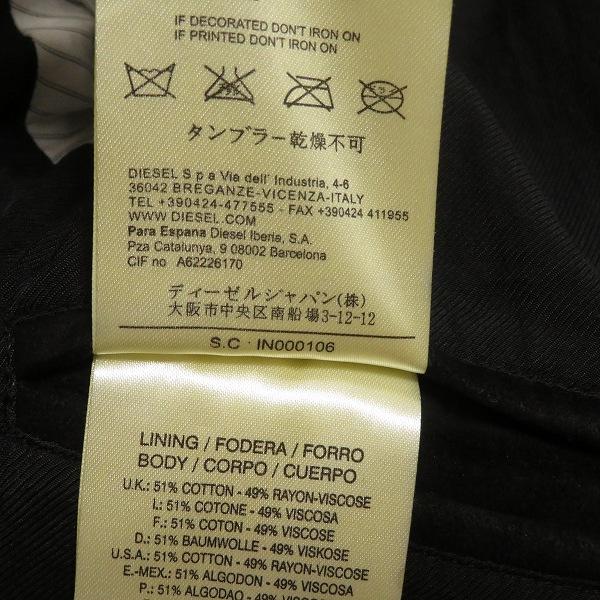 IF DECORATED DON'T IRON ON
IF PRINTED DON'T IRON ON
タンブラー乾燥不可
DIESEL S p a Via dell' Industria, 4-6
36042 BREGANZE-VICENZA-ITALY
TEL +390424-477555 - FAX +390424 411955
WWW.DIESEL.COM
Para Espana Diesel Iberia, S.A.
Pza Catalunya, 9 08002 Barcelona
CIF no A62226170
ディーゼルジャパン(株)
大阪市中央区南船場3-12-12
S.C · IN000106
LINING / FODERA / FORRO
BODY / CORPO / CUERPO
U.K.: 51% COTTON - 49% RAYON-VISCOSE
I.: 51% COTONE - 49% VISCOSA
F.: 51% COTON - 49% VISCOSE
D.: 51% BAUMWOLLE - 49% VISKOSE
U.S.A.: 51% COTTON - 49% RAYON-VISCOSE
E.-MEX.: 51% ALGODON - 49% VISCOSA
P.: 51% ALGODAO - 49% VISCOSE